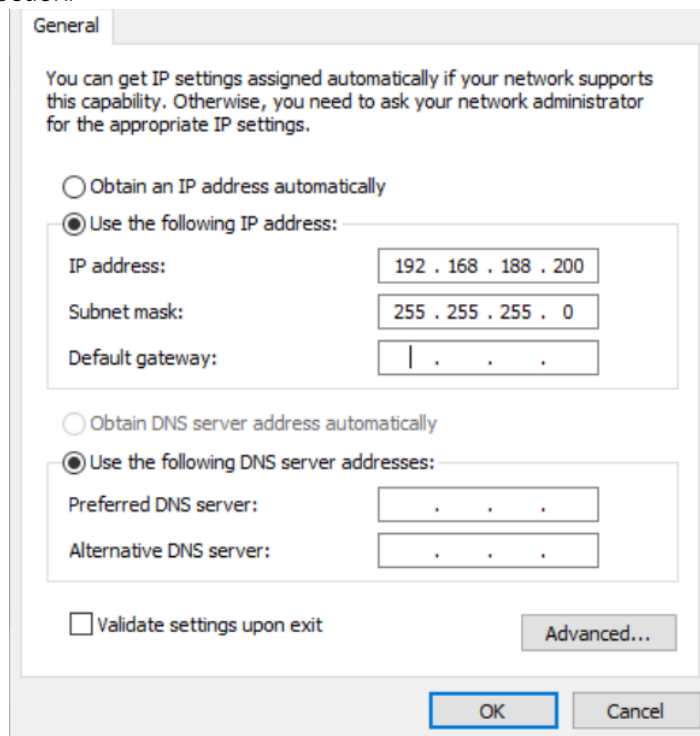 General
You can get IP settings assigned automatically if your network supports
this capability. Otherwise, you need to ask your network administrator
for the appropriate IP settings.
Obtain an IP address automatically
Use the following IP address:
IP address: 192 . 168 . 188 . 200
Subnet mask: 255 . 255 . 255 . 0
Default gateway: . . .
Obtain DNS server address automatically
Use the following DNS server addresses:
Preferred DNS server: . . .
Alternative DNS server: . . .
Validate settings upon exit
Advanced...
OK Cancel